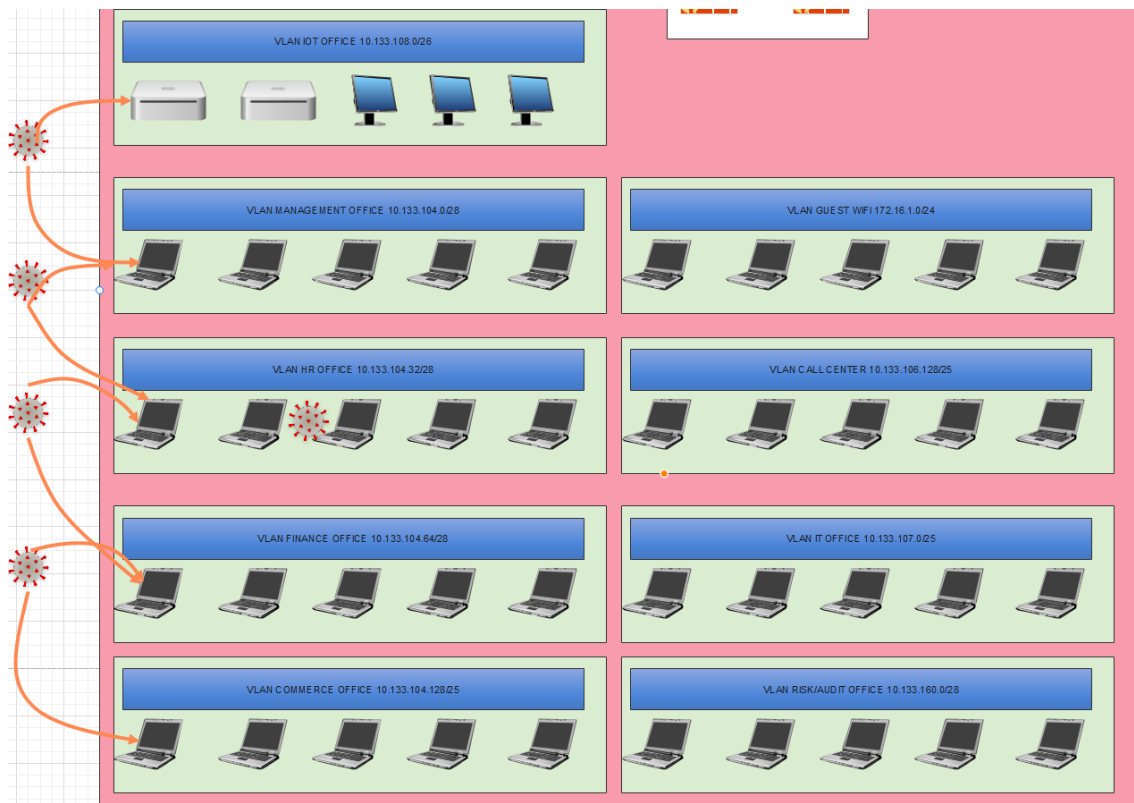 VLAN IOT OFFICE 10.133.108.0/26
VLAN MANAGEMENT OFFICE 10.133.104.0/28
VLAN GUEST WIFI 172.16.1.0/24
VLAN HR OFFICE 10.133.104.32/28
VLAN CALL CENTER 10.133.106.128/25
VLAN FINANCE OFFICE 10.133.104.64/28
VLAN IT OFFICE 10.133.107.0/25
VLAN COMMERCE OFFICE 10.133.104.128/25
VLAN RISK/AUDIT OFFICE 10.133.160.0/28